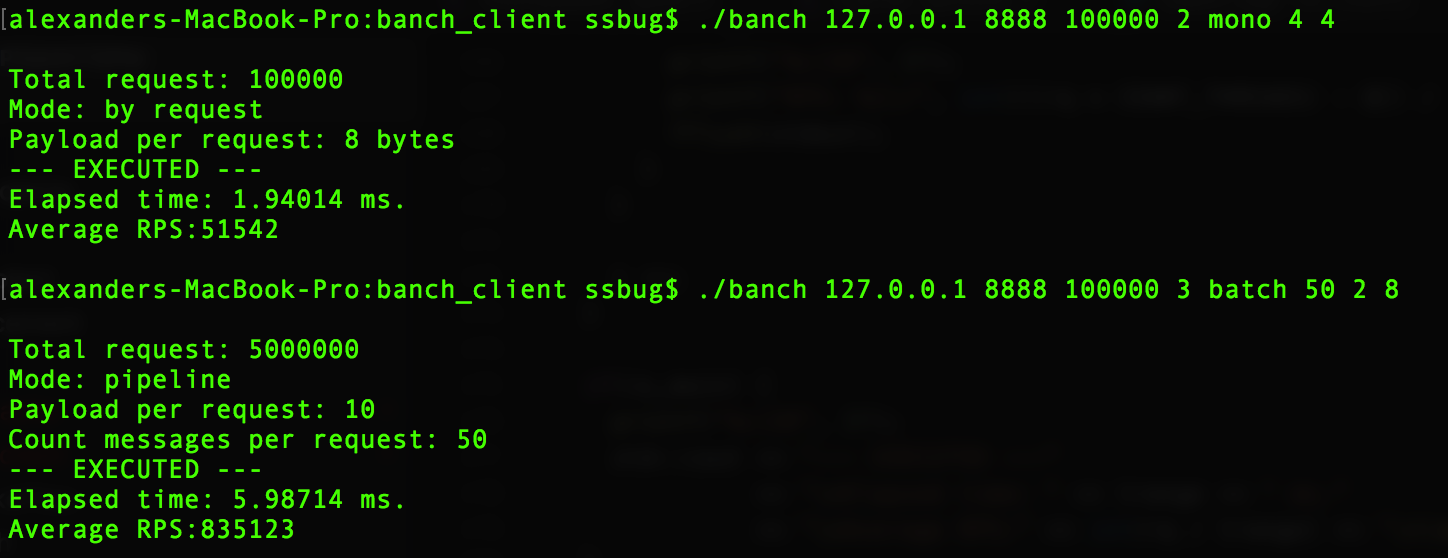 [alexanders-MacBook-Pro:banch_client ssbug$ ./banch 127.0.0.1 8888 100000 2 mono 4 4
Total request: 100000
Mode: by request
Payload per request: 8 bytes
--- EXECUTED ---
Elapsed time: 1.94014 ms.
Average RPS:51542
[alexanders-MacBook-Pro:banch_client ssbug$ ./banch 127.0.0.1 8888 100000 3 batch 50 2 8
Total request: 5000000
Mode: pipeline
Payload per request: 10
Count messages per request: 50
--- EXECUTED ---
Elapsed time: 5.98714 ms.
Average RPS:835123